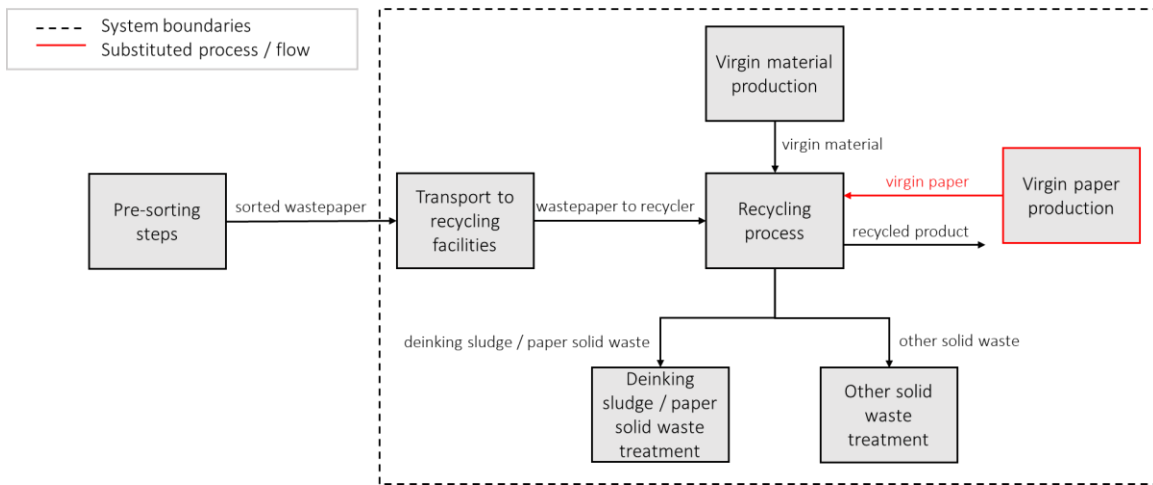 System boundaries
Substituted process / flow
Virgin material
production
virgin material
Pre-sorting
steps
sorted wastepaper
Transport to
recycling
facilities
wastepaper to recycler
Recycling
process
virgin paper
recycled product
Virgin paper
production
deinking sludge / paper solid waste
other solid waste
Deinking
sludge / paper
solid waste
treatment
Other solid
waste
treatment